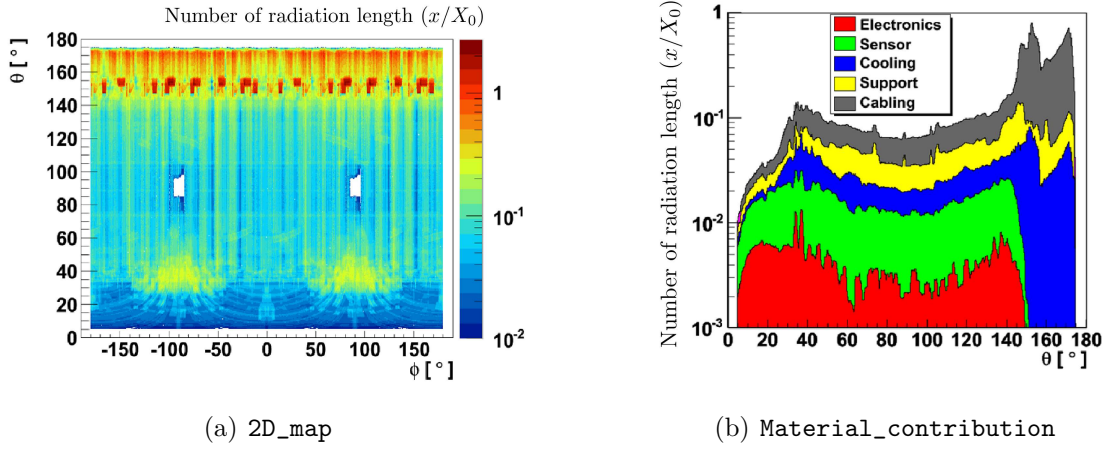 Number of radiation length (x/X₀)
θ [°]
180
160
140
120
100
80
60
40
20
0
-150 -100 -50 0 50 100 150
ϕ [°]
1
10⁻¹
10⁻²
(a) 2D_map
Number of radiation length (x/X₀)
1
10⁻¹
10⁻²
10⁻³
Electronics
Sensor
Cooling
Support
Cabling
0 20 40 60 80 100 120 140 160 180
θ [°]
(b) Material_contribution